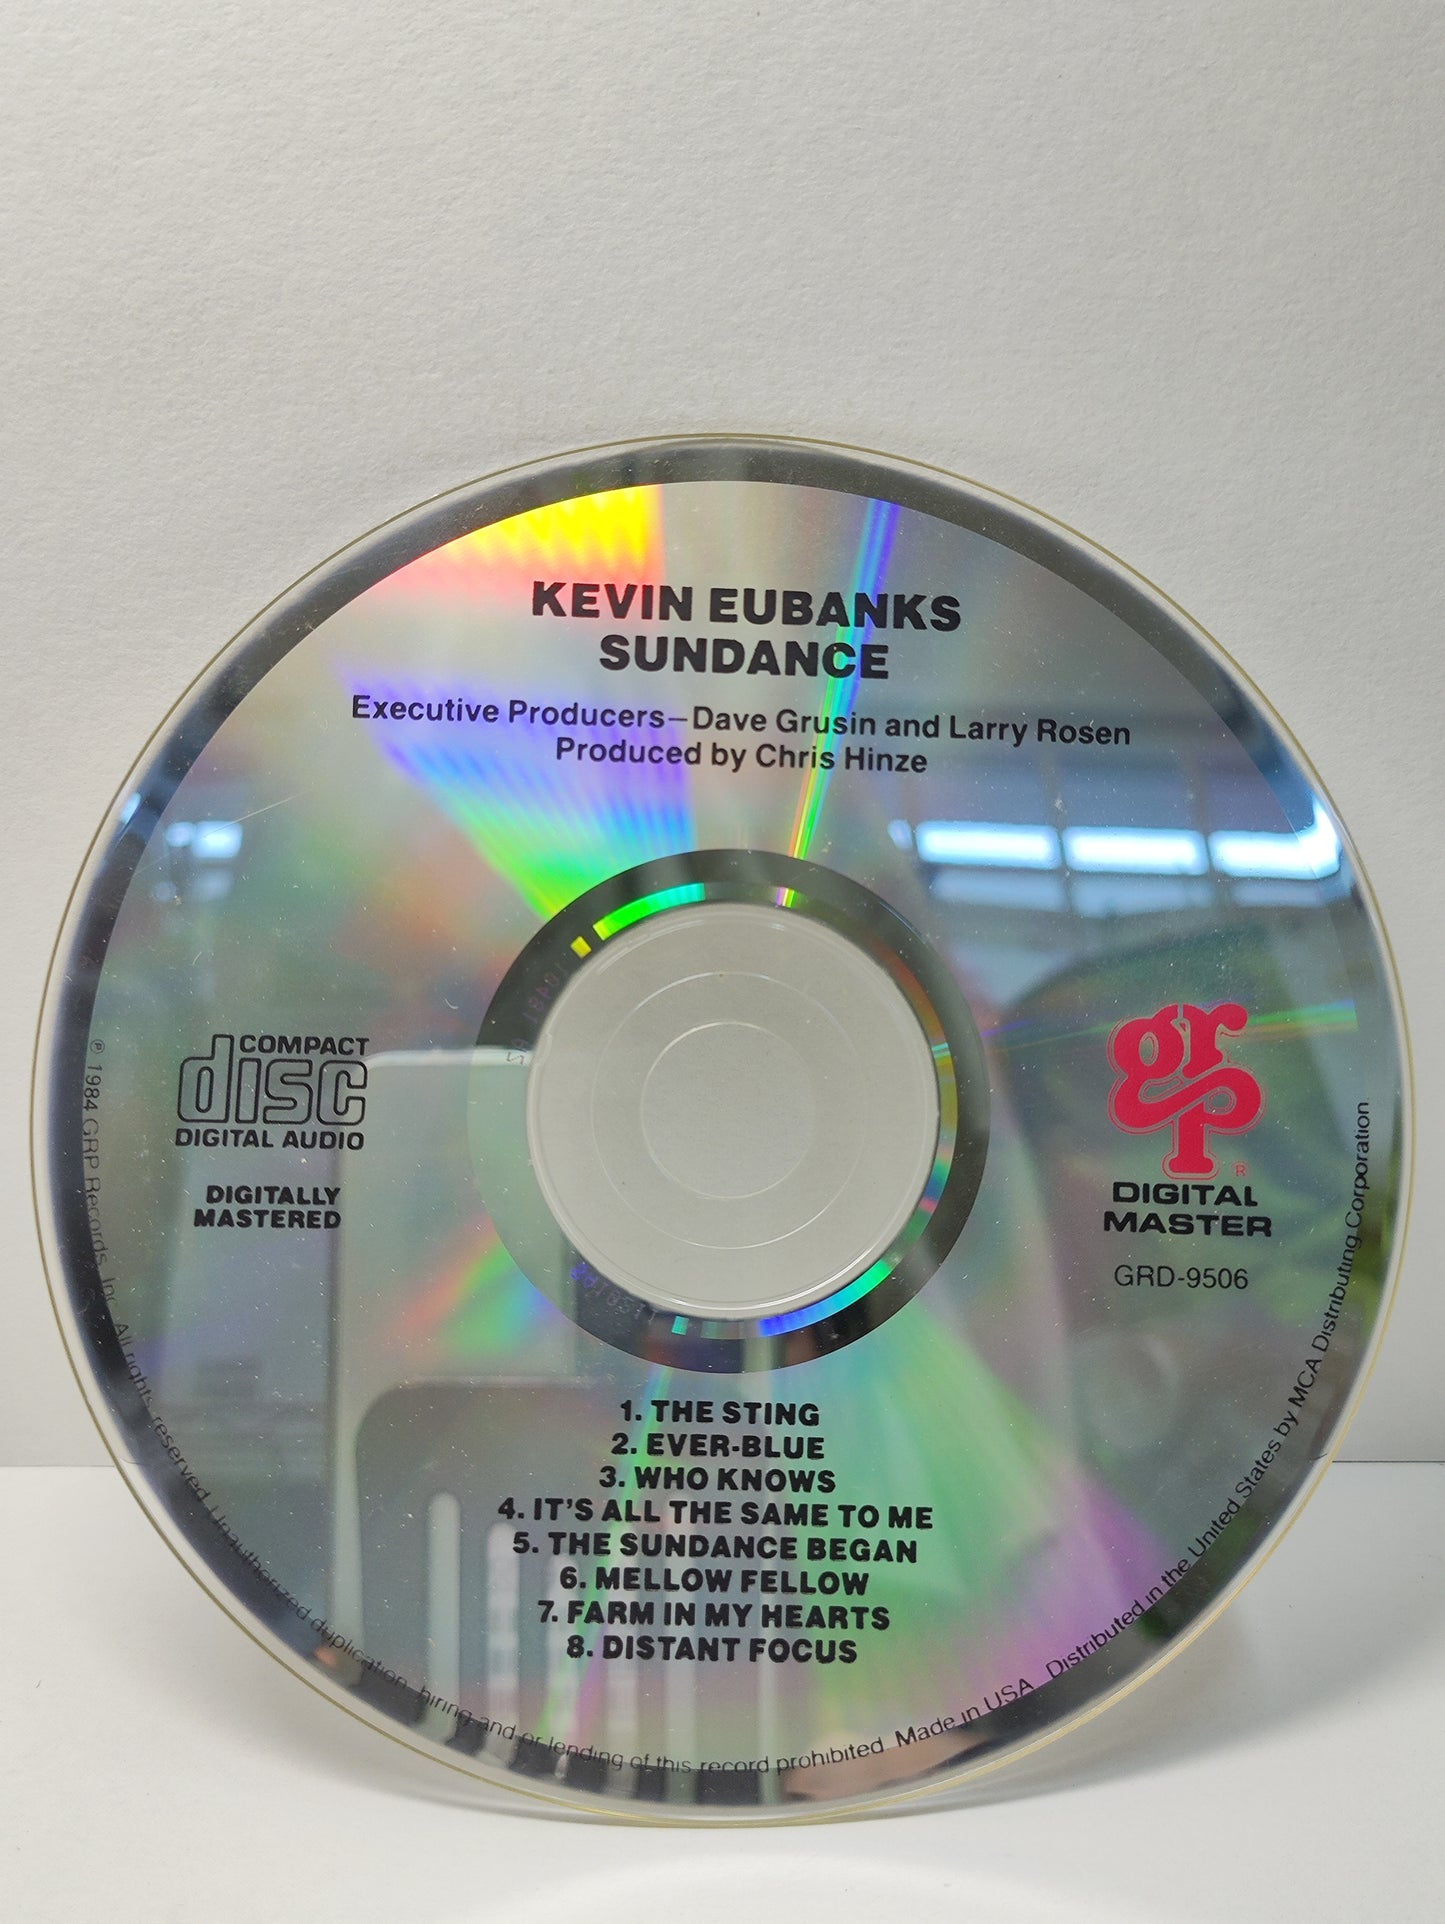 KEVIN EUBANKS
SUNDANCE
Executive Producers—Dave Grusin and Larry Rosen
Produced by Chris Hinze
COMPACT
disc
DIGITAL AUDIO
DIGITALLY
MASTERED
grp
®
DIGITAL
MASTER
GRD-9506
1. THE STING
2. EVER-BLUE
3. WHO KNOWS
4. IT'S ALL THE SAME TO ME
5. THE SUNDANCE BEGAN
6. MELLOW FELLOW
7. FARM IN MY HEARTS
8. DISTANT FOCUS
℗ 1984 GRP Records, Inc. All rights reserved. Unauthorized duplication, hiring and or lending of this record prohibited. Made in USA. Distributed in the United States by MCA Distributing Corporation